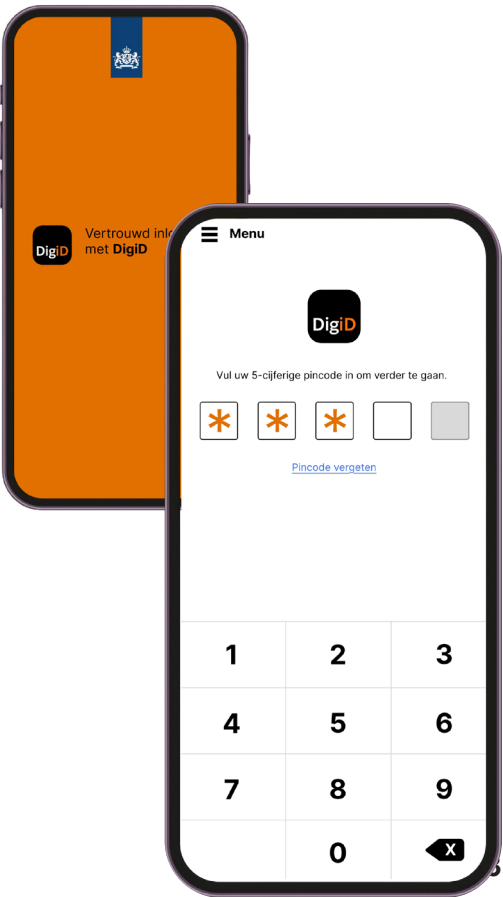 DigiD
Vertrouwd
met DigiD
Menu
DigiD
Vul uw 5-cijferige pincode in om verder te gaan.
* * *
Pincode vergeten
1 2 3
4 5 6
7 8 9
0 X